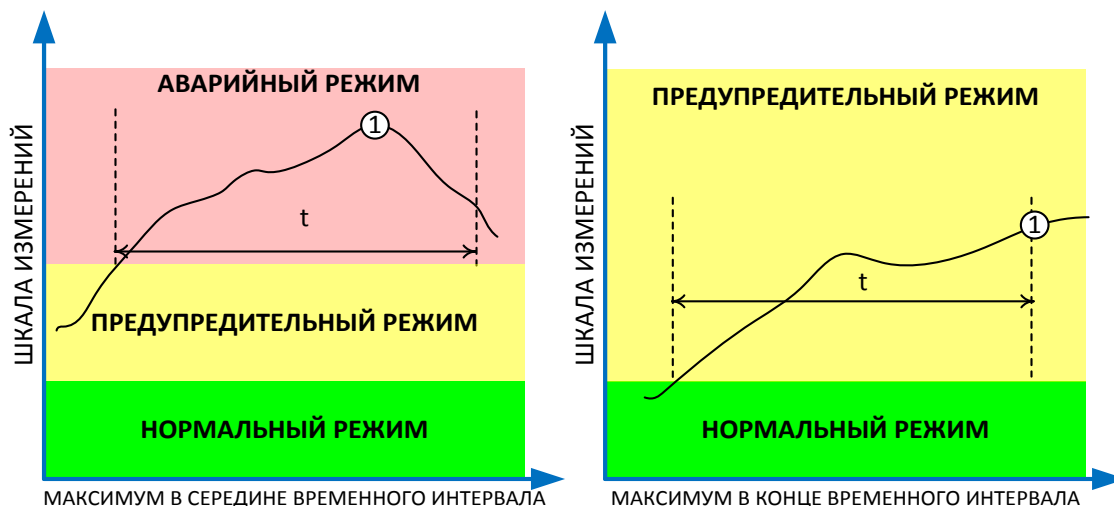 ШКАЛА ИЗМЕРЕНИЙ
АВАРИЙНЫЙ РЕЖИМ
1
t
ПРЕДУПРЕДИТЕЛЬНЫЙ РЕЖИМ
НОРМАЛЬНЫЙ РЕЖИМ
МАКСИМУМ В СЕРЕДИНЕ ВРЕМЕННОГО ИНТЕРВАЛА
ШКАЛА ИЗМЕРЕНИЙ
ПРЕДУПРЕДИТЕЛЬНЫЙ РЕЖИМ
1
t
НОРМАЛЬНЫЙ РЕЖИМ
МАКСИМУМ В КОНЦЕ ВРЕМЕННОГО ИНТЕРВАЛА